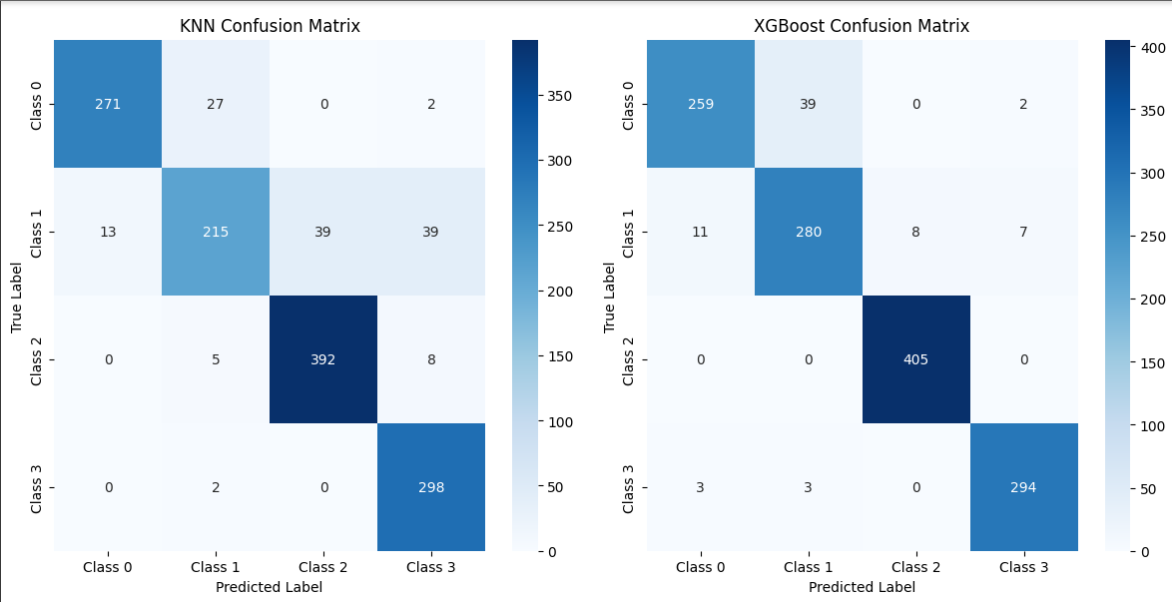 KNN Confusion Matrix
Class 0
Class 1
Class 2
Class 3
True Label
271 27 0 2
13 215 39 39
0 5 392 8
0 2 0 298
Class 0 Class 1 Class 2 Class 3
Predicted Label
350
300
250
200
150
100
50
0
XGBoost Confusion Matrix
Class 0
Class 1
Class 2
Class 3
True Label
259 39 0 2
11 280 8 7
0 0 405 0
3 3 0 294
Class 0 Class 1 Class 2 Class 3
Predicted Label
400
350
300
250
200
150
100
50
0